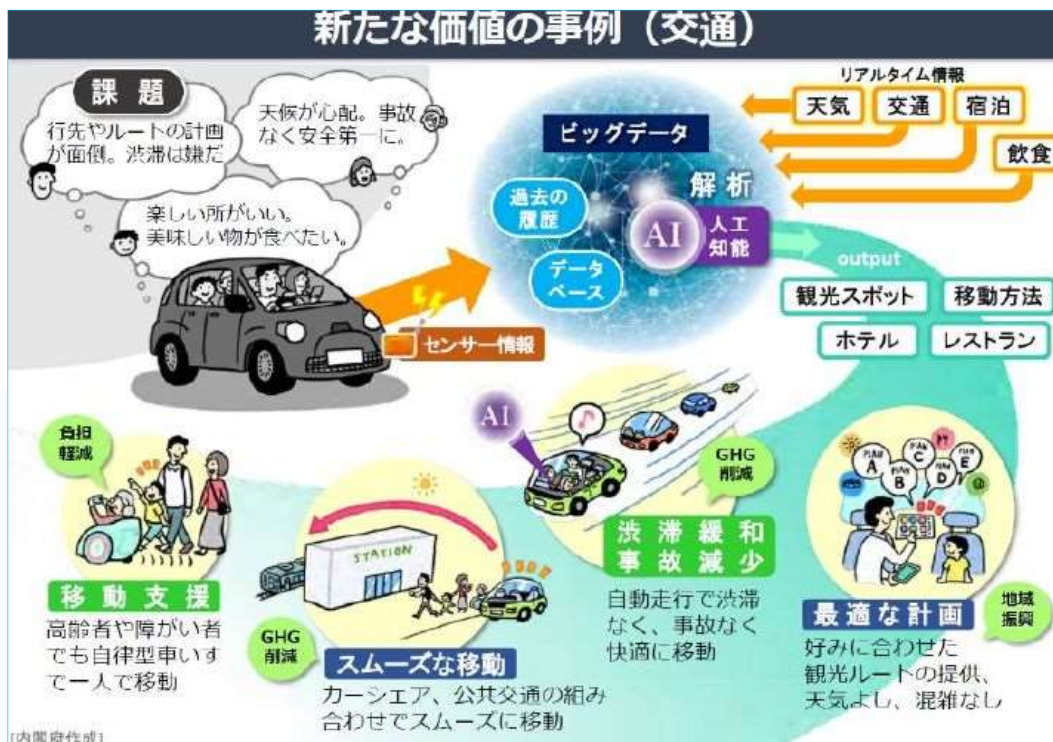 新たな価値の事例（交通）
課題
行先やルートの計画
が面倒。渋滞は嫌だ
天候が心配。事故
なく安全第一に。
楽しい所がいい。
美味しい物が食べたい。
センサー情報
ビッグデータ
過去の
履歴
データ
ベース
解析
AI
人工
知能
リアルタイム情報
天気
交通
宿泊
飲食
output
観光スポット
移動方法
ホテル
レストラン
負担
軽減
移動支援
高齢者や障がい者
でも自律型車いす
で一人で移動
STATION
GHG
削減
スムーズな移動
カーシェア、公共交通の組み
合わせでスムーズに移動
AI
GHG
削減
渋滞緩和
事故減少
自動走行で渋滞
なく、事故なく
快適に移動
PLAN
A
PLAN
B
PLAN
C
PLAN
D
PLAN
E
最適な計画
地域
振興
好みに合わせた
観光ルートの提供、
天気よし、混雑なし
[内閣府作成]